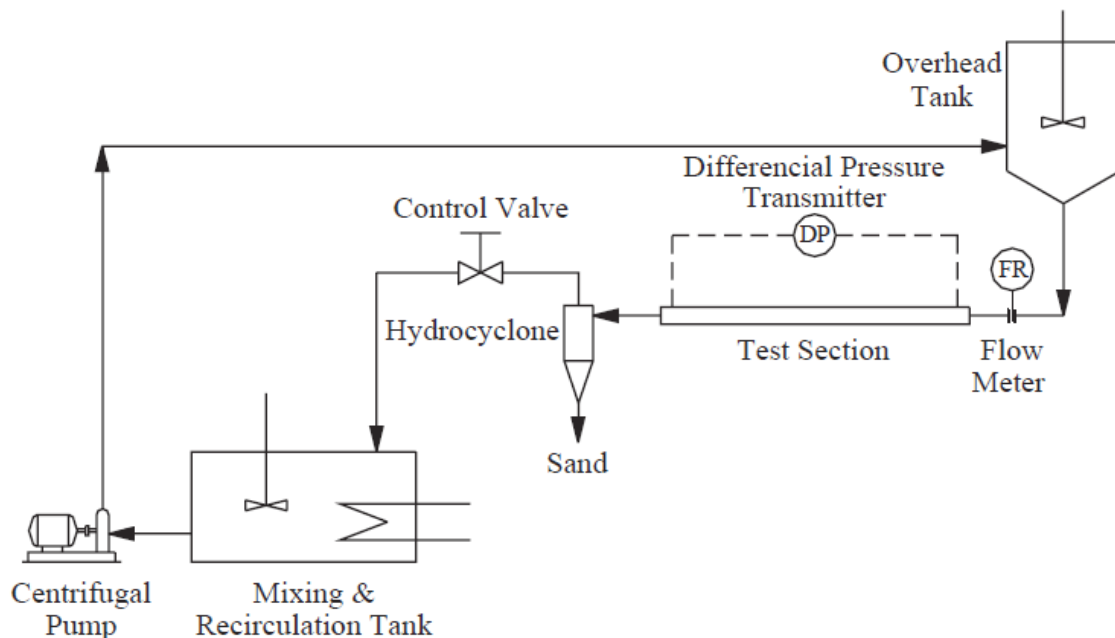 Overhead
Tank
Differencial Pressure
Transmitter
Control Valve
DP
FR
Hydrocyclone
Test Section
Flow
Meter
Sand
Centrifugal
Pump
Mixing &
Recirculation Tank